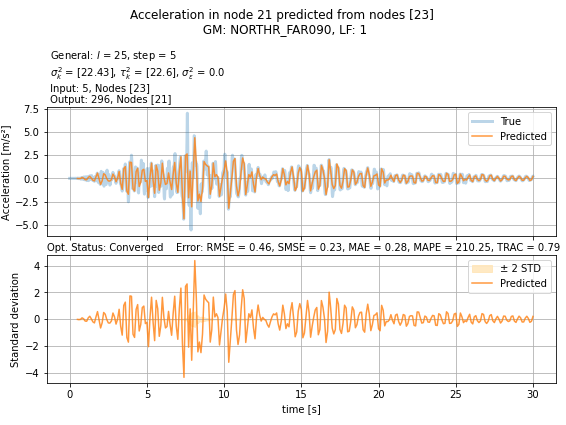 Acceleration in node 21 predicted from nodes [23]
GM: NORTHR_FAR090, LF: 1
General: l = 25, step = 5
σ²ₖ = [22.43], τ²ₖ = [22.6], σ²ε = 0.0
Input: 5, Nodes [23]
Output: 296, Nodes [21]
Acceleration [m/s²]
7.5
5.0
2.5
0.0
−2.5
−5.0
True
Predicted
Opt. Status: Converged Error: RMSE = 0.46, SMSE = 0.23, MAE = 0.28, MAPE = 210.25, TRAC = 0.79
Standard deviation
4
2
0
−2
−4
± 2 STD
Predicted
0 5 10 15 20 25 30
time [s]